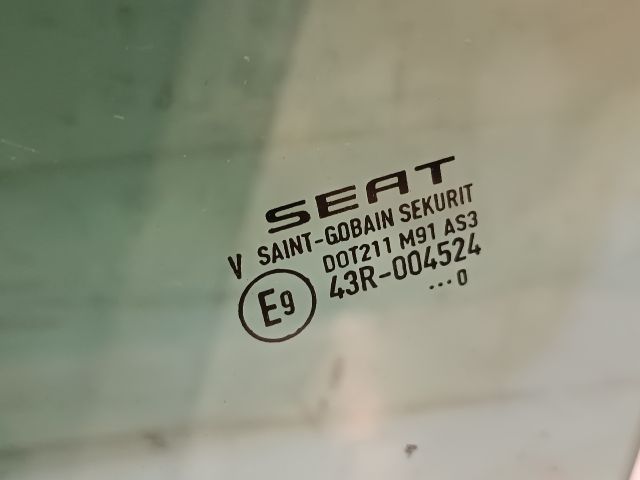 SEAT
V SAINT-GOBAIN SEKURIT
DOT211 M91 AS3
E9 43R-004524
...0